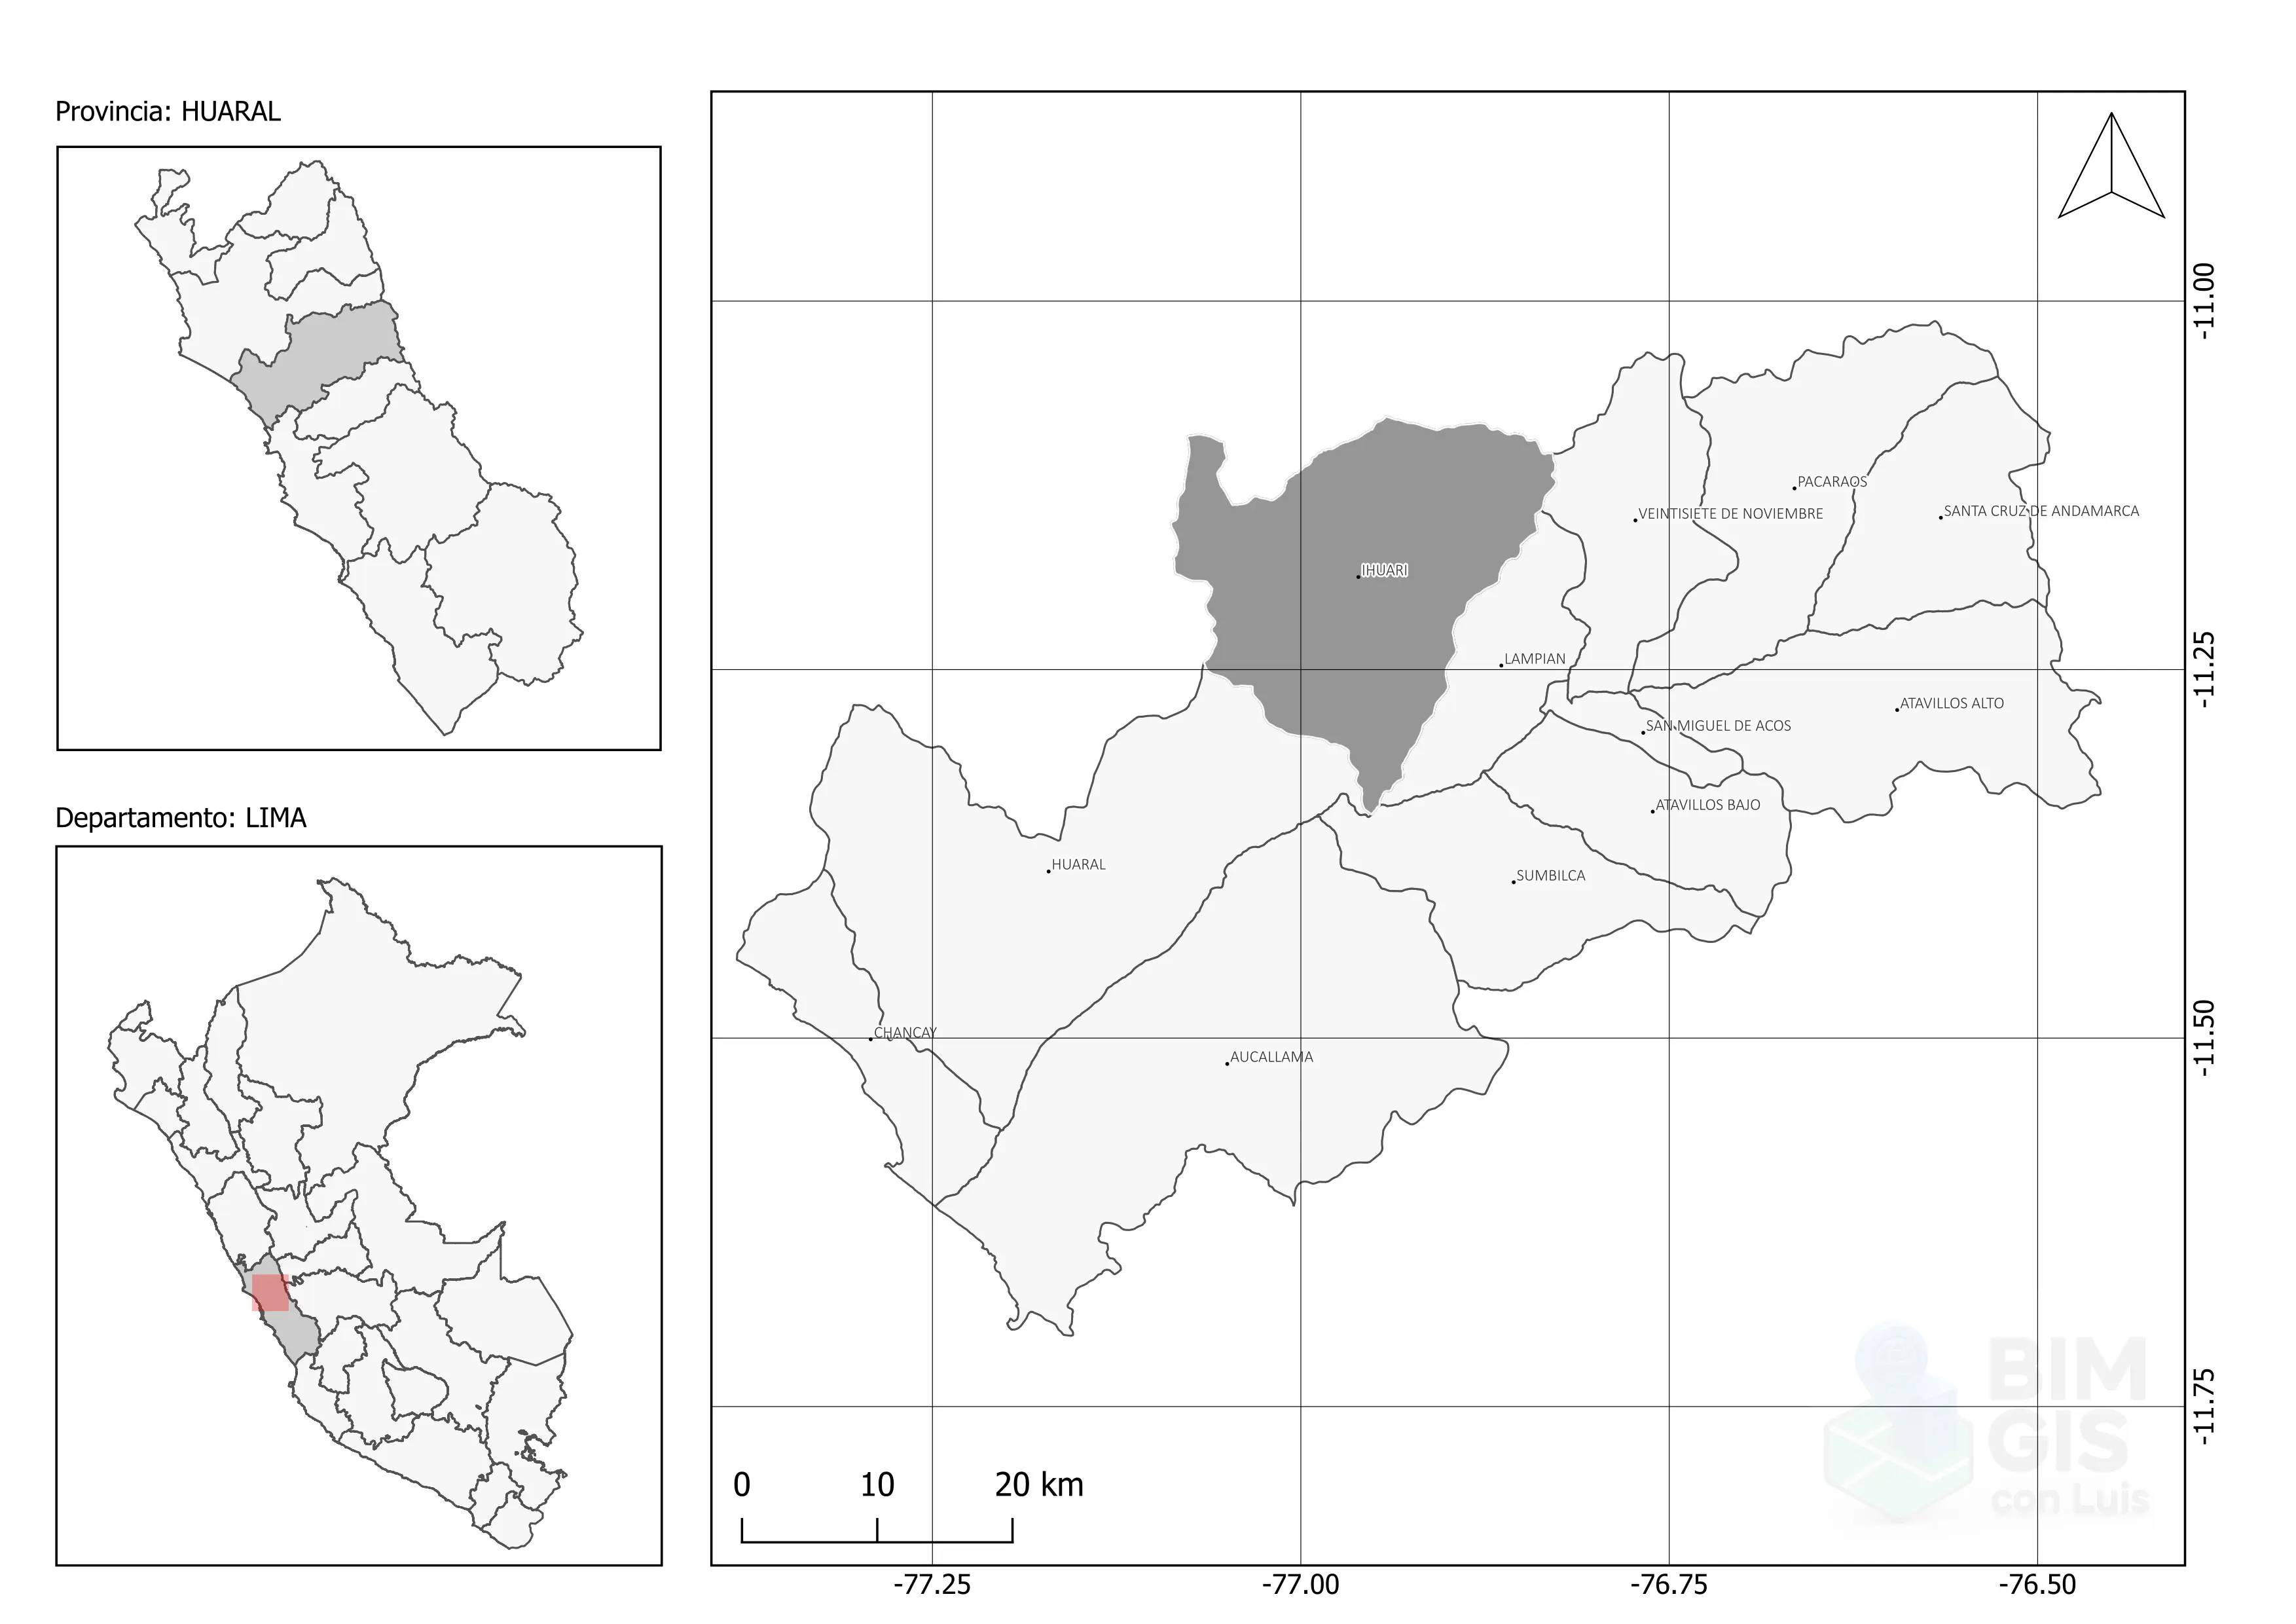 Provincia: HUARAL
Departamento: LIMA
PACARAOS
SANTA CRUZ DE ANDAMARCA
VEINTISIETE DE NOVIEMBRE
IHUARI
LAMPIAN
ATAVILLOS ALTO
SAN MIGUEL DE ACOS
ATAVILLOS BAJO
HUARAL
SUMBILCA
CHANCAY
AUCALLAMA
-11.00
-11.25
-11.50
-11.75
BIM
GIS
con Luis
0 10 20 km
-77.25 -77.00 -76.75 -76.50